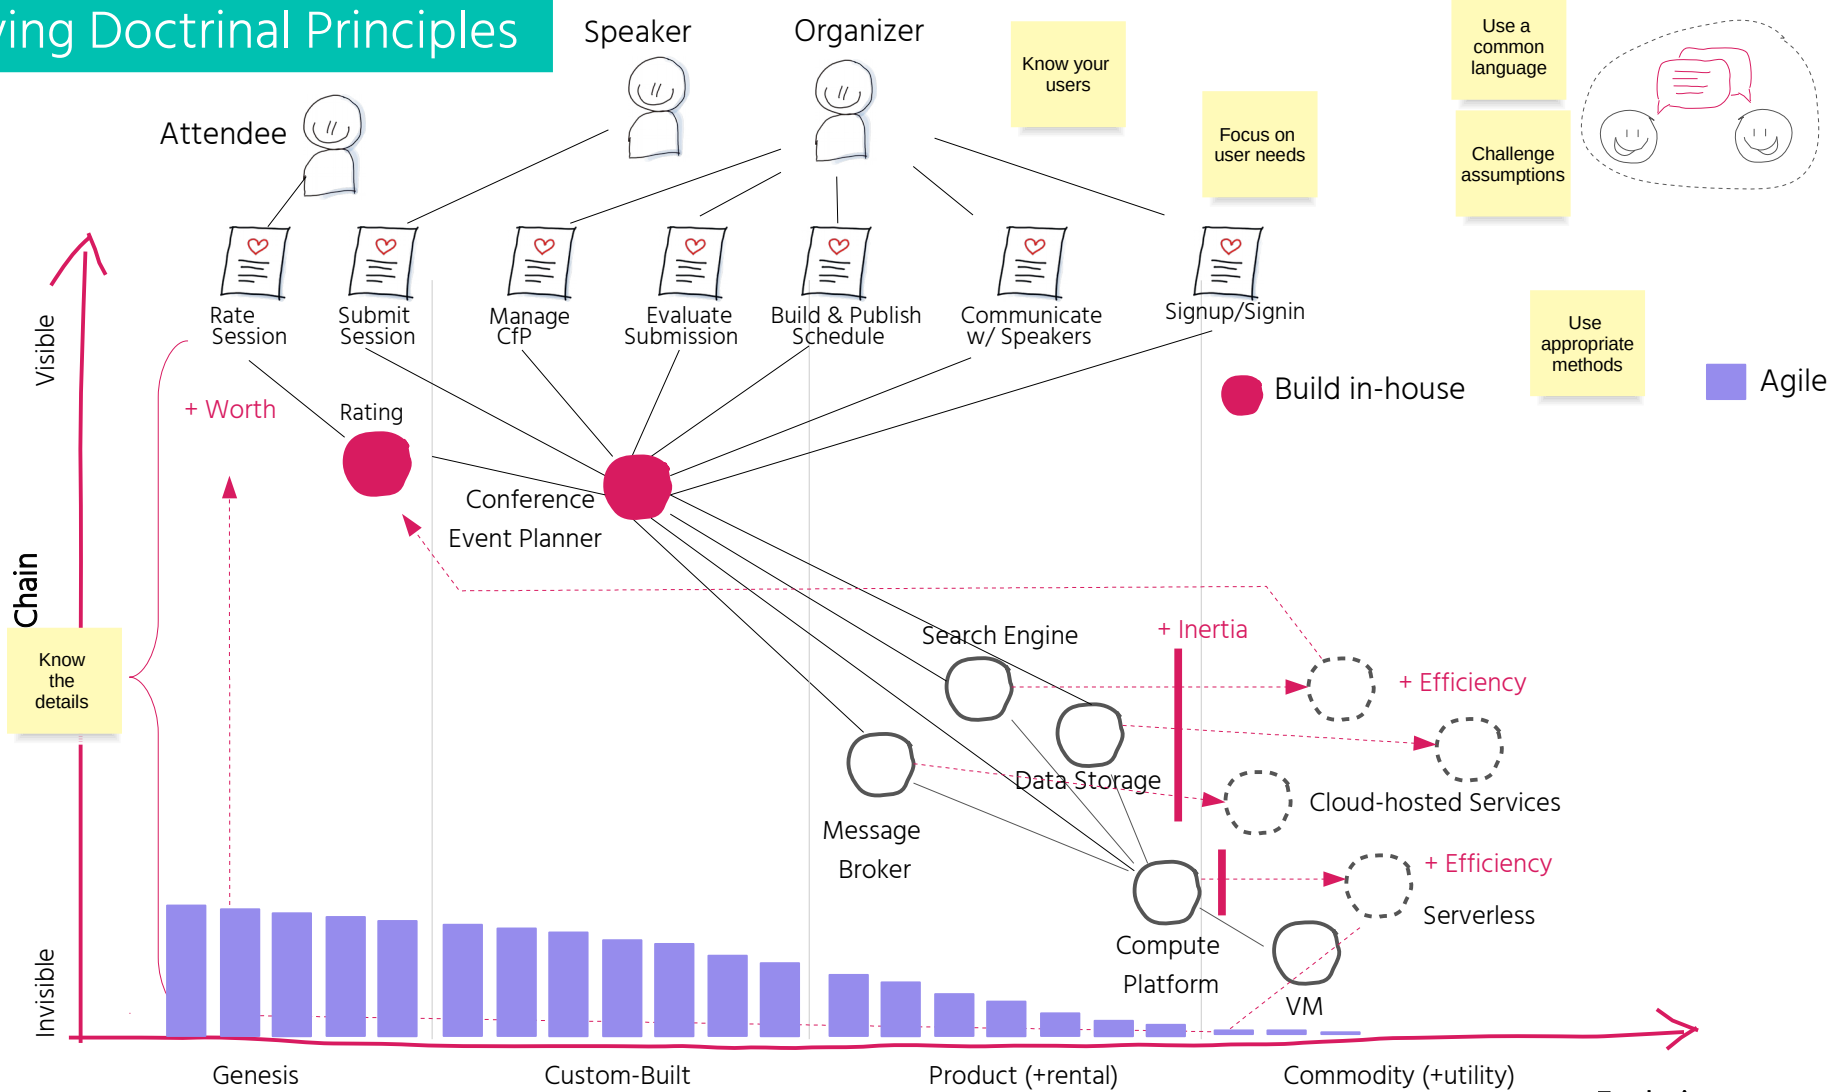 ving Doctrinal Principles
Speaker
Organizer
Attendee
Know your
users
Focus on
user needs
Use a
common
language
Challenge
assumptions
Rate
Session
Submit
Session
Manage
CfP
Evaluate
Submission
Build & Publish
Schedule
Communicate
w/ Speakers
Signup/Signin
Use
appropriate
methods
Agile
Build in-house
Visible
+ Worth
Rating
Conference
Event Planner
Chain
Know
the
details
Search Engine
+ Inertia
+ Efficiency
Data Storage
Cloud-hosted Services
Message
Broker
+ Efficiency
Serverless
Compute
Platform
VM
Invisible
Genesis
Custom-Built
Product (+rental)
Commodity (+utility)